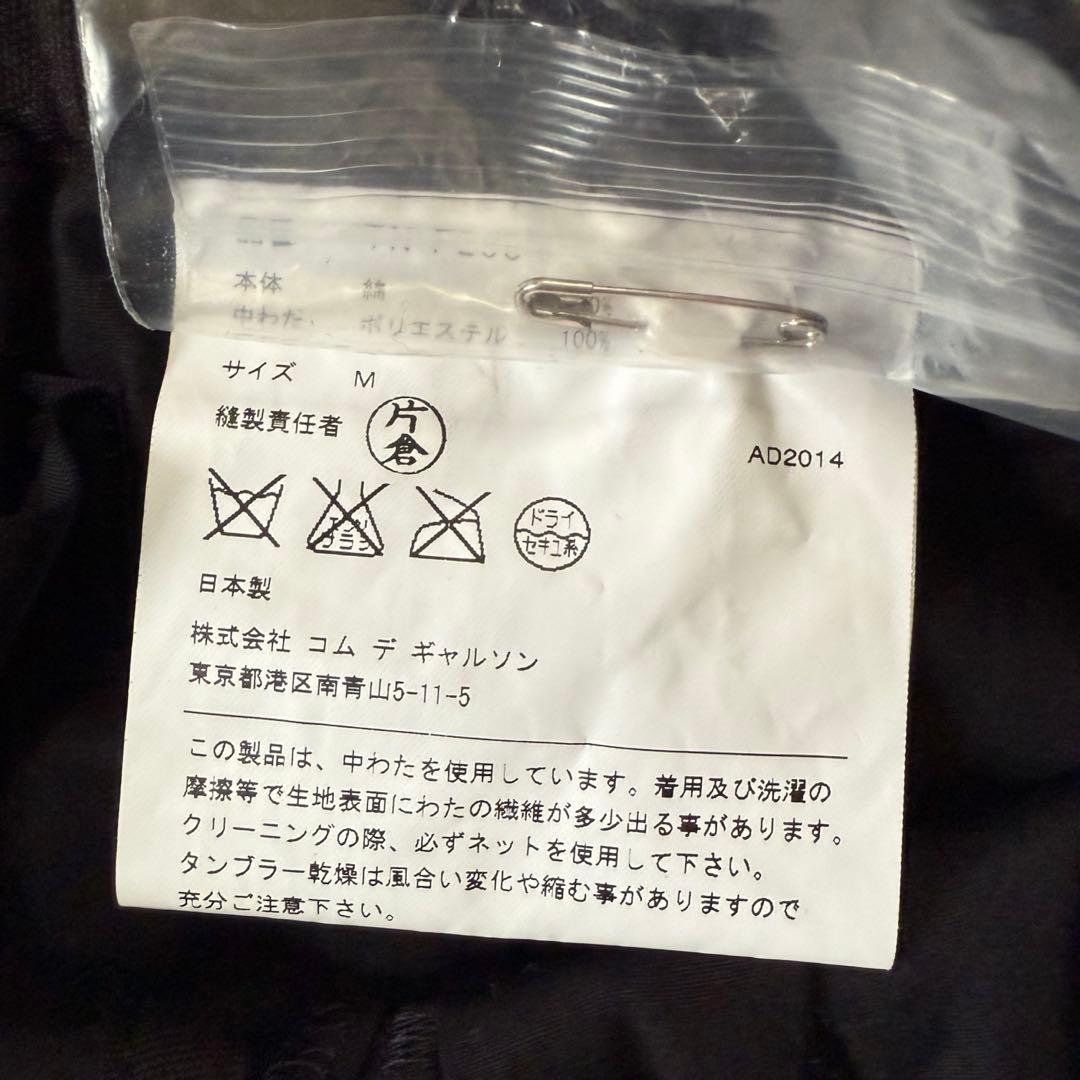 本体 綿
中わた ポリエステル 100%
サイズ M
縫製責任者 片倉
AD2014
エンソ ブラ
ドライ セキユ系
日本製
株式会社 コム デ ギャルソン
東京都港区南青山5-11-5
この製品は、中わたを使用しています。着用及び洗濯の
摩擦等で生地表面にわたの繊維が多少出る事があります。
クリーニングの際、必ずネットを使用して下さい。
タンブラー乾燥は風合い変化や縮む事がありますので
充分ご注意下さい。